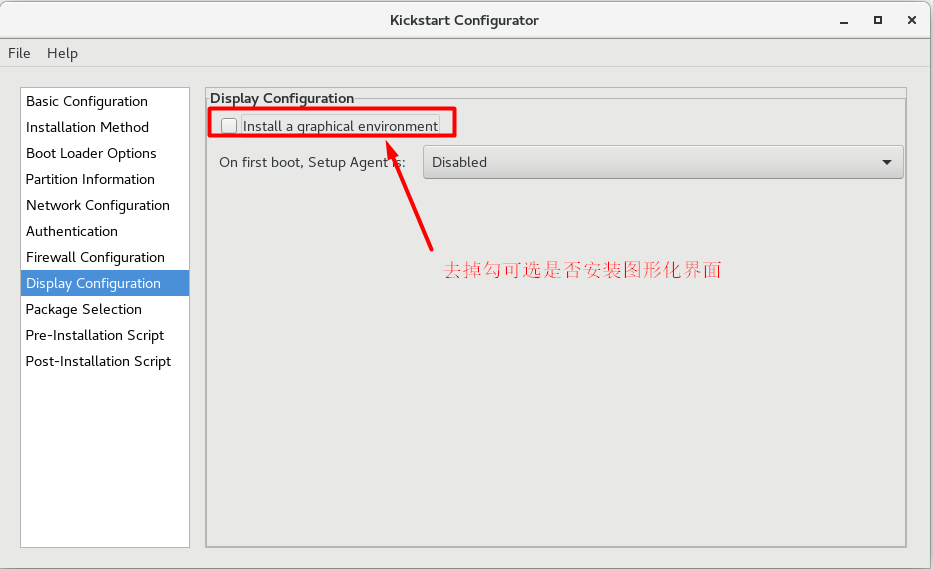 Kickstart Configurator
File Help
Basic Configuration
Installation Method
Boot Loader Options
Partition Information
Network Configuration
Authentication
Firewall Configuration
Display Configuration
Package Selection
Pre-Installation Script
Post-Installation Script
Display Configuration
Install a graphical environment
On first boot, Setup Agent is: Disabled
去掉勾可选是否安装图形化界面